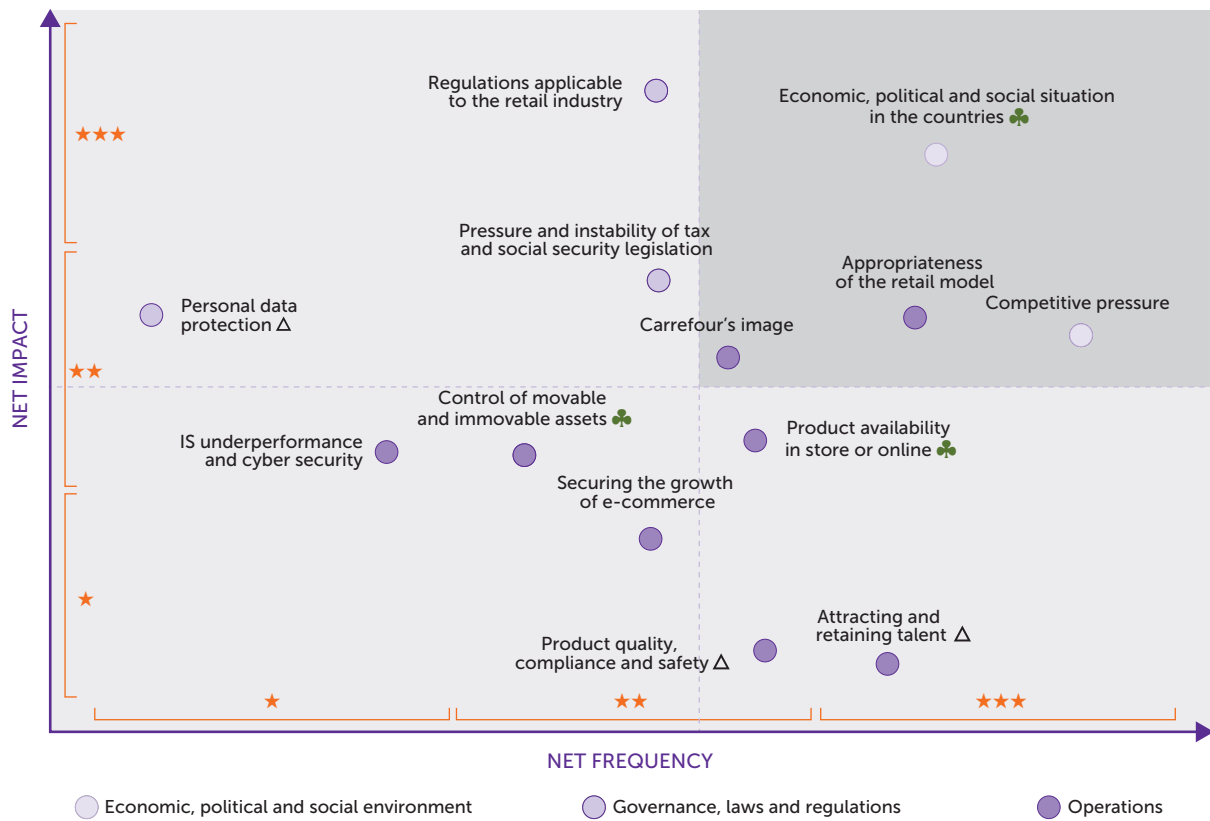 Regulations applicable
to the retail industry
Economic, political and social situation
in the countries ♣
★★★
Pressure and instability of tax
and social security legislation
Appropriateness
of the retail model
Competitive pressure
Personal data
protection △
Carrefour's image
NET IMPACT
★★
Control of movable
and immovable assets ♣
IS underperformance
and cyber security
Product availability
in store or online ♣
Securing the growth
of e-commerce
★
Attracting and
retaining talent △
Product quality,
compliance and safety △
★
★★
★★★
NET FREQUENCY
Economic, political and social environment
Governance, laws and regulations
Operations